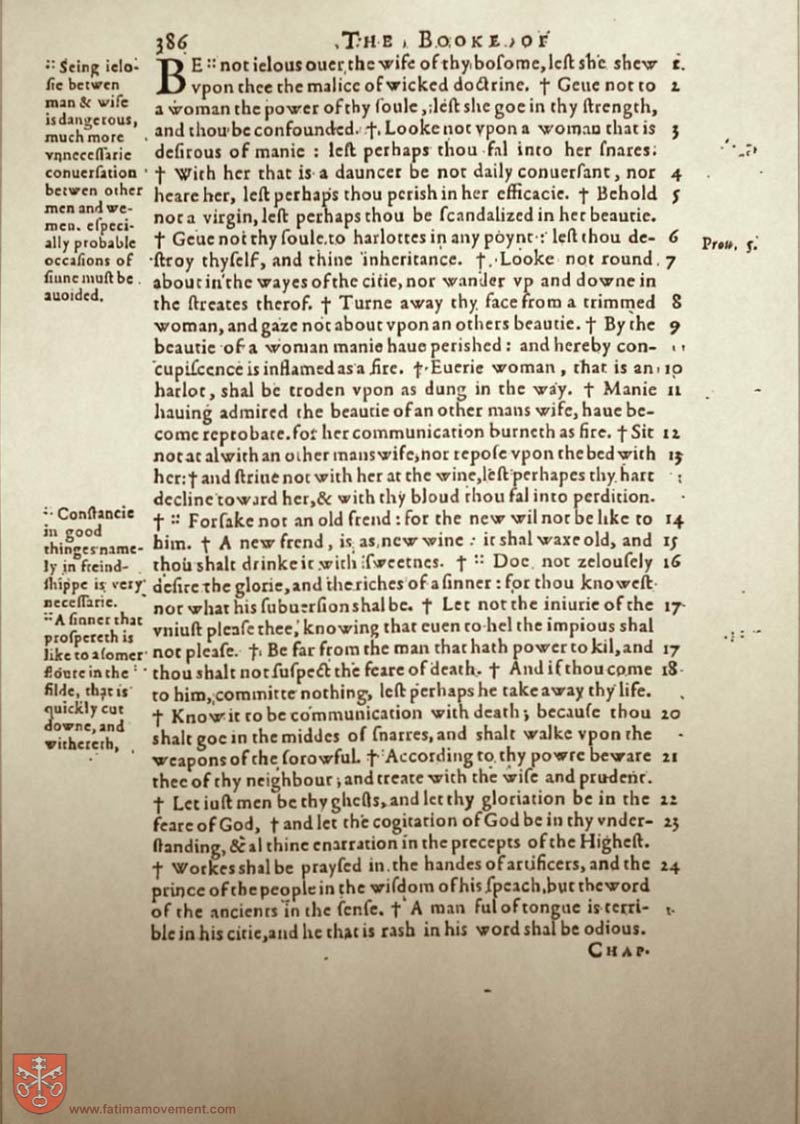 386 THE BOOKE OF
:: Seing ielo-
sie betwen
man & wife
is dangerous,
much more
vnnecessarie
conuersation
betwen other
men and we-
men. especi-
ally probable
occasions of
sinne must be
auoided.
BE :: not ielous ouer the wife of thy bosome, lest she shew 1.
vpon thee the malice of wicked doctrine. † Geue not to 2
a woman the power of thy soule, lest she goe in thy strength,
and thou be confounded. † Looke not vpon a woman that is 3
desirous of manie : lest perhaps thou fal into her snares.
† With her that is a dauncer be not daily conuersant, nor 4
heare her, lest perhaps thou perish in her efficacie. † Behold 5
not a virgin, lest perhaps thou be scandalized in her beautie.
† Geue not thy soule to harlottes in any poynt : lest thou de- 6
stroy thyself, and thine inheritance. † Looke not round 7
Prou. 5.
about in the wayes of the citie, nor wander vp and downe in
the streates therof. † Turne away thy face from a trimmed 8
woman, and gaze not about vpon an others beautie. † By the 9
beautie of a woman manie haue perished : and hereby con-
cupiscence is inflamed as a fire. † Euerie woman, that is an 10
harlot, shal be troden vpon as dung in the way. † Manie 11
hauing admired the beautie of an other mans wife, haue be-
come reprobate. for her communication burneth as fire. † Sit 12
not at al with an other mans wife, nor repose vpon the bed with 13
her: † and striue not with her at the wine, lest perhapes thy hart
decline toward her, & with thy bloud thou fal into perdition.
:: Constancie
in good
thinges name-
ly in freind-
shippe is very
necessarie.
:: A sinner that
prospereth is
like to a somer
floure in the
filde, that is
quickly cut
downe, and
withereth,
† :: Forsake not an old frend : for the new wil not be like to 14
him. † A new frend, is as new wine : it shal waxe old, and 15
thou shalt drinke it with sweetnes. † :: Doe not zelously 16
desire the glorie, and the riches of a sinner : for thou knowest
not what his subuersion shal be. † Let not the iniurie of the 17
vniust please thee, knowing that euen to hel the impious shal
not please. † Be far from the man that hath power to kil, and 17
thou shalt not suspect the feare of death. † And if thou come 18
to him, committe nothing, lest perhaps he take away thy life.
† Know it to be communication with death; because thou 20
shalt goe in the middes of snarres, and shalt walke vpon the
weapons of the sorowful. † According to thy powre beware 21
thee of thy neighbour; and treate with the wise and prudent.
† Let iust men be thy ghests, and let thy gloriation be in the 22
feare of God, † and let the cogitation of God be in thy vnder- 23
standing, & al thine enarration in the precepts of the Highest.
† Workes shal be praysed in the handes of artificers, and the 24
prince of the people in the wisdom of his speach, but the word
of the ancients in the sense. † A man ful of tongue is terri-
ble in his citie, and he that is rash in his word shal be odious.
CHAP.
www.fatimamovement.com